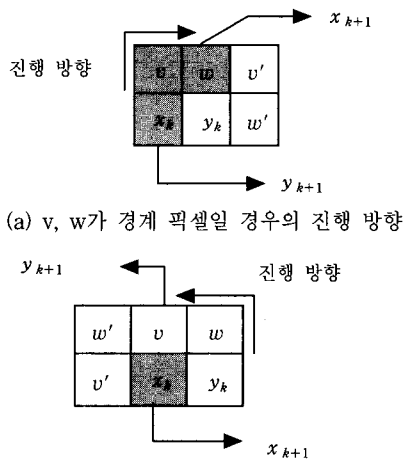 x k+1
진행 방향
v w v′
x k y k w′
y k+1
(a) v, w가 경계 픽셀일 경우의 진행 방향
y k+1 진행 방향
w′ v w
v′ x k y k
x k+1